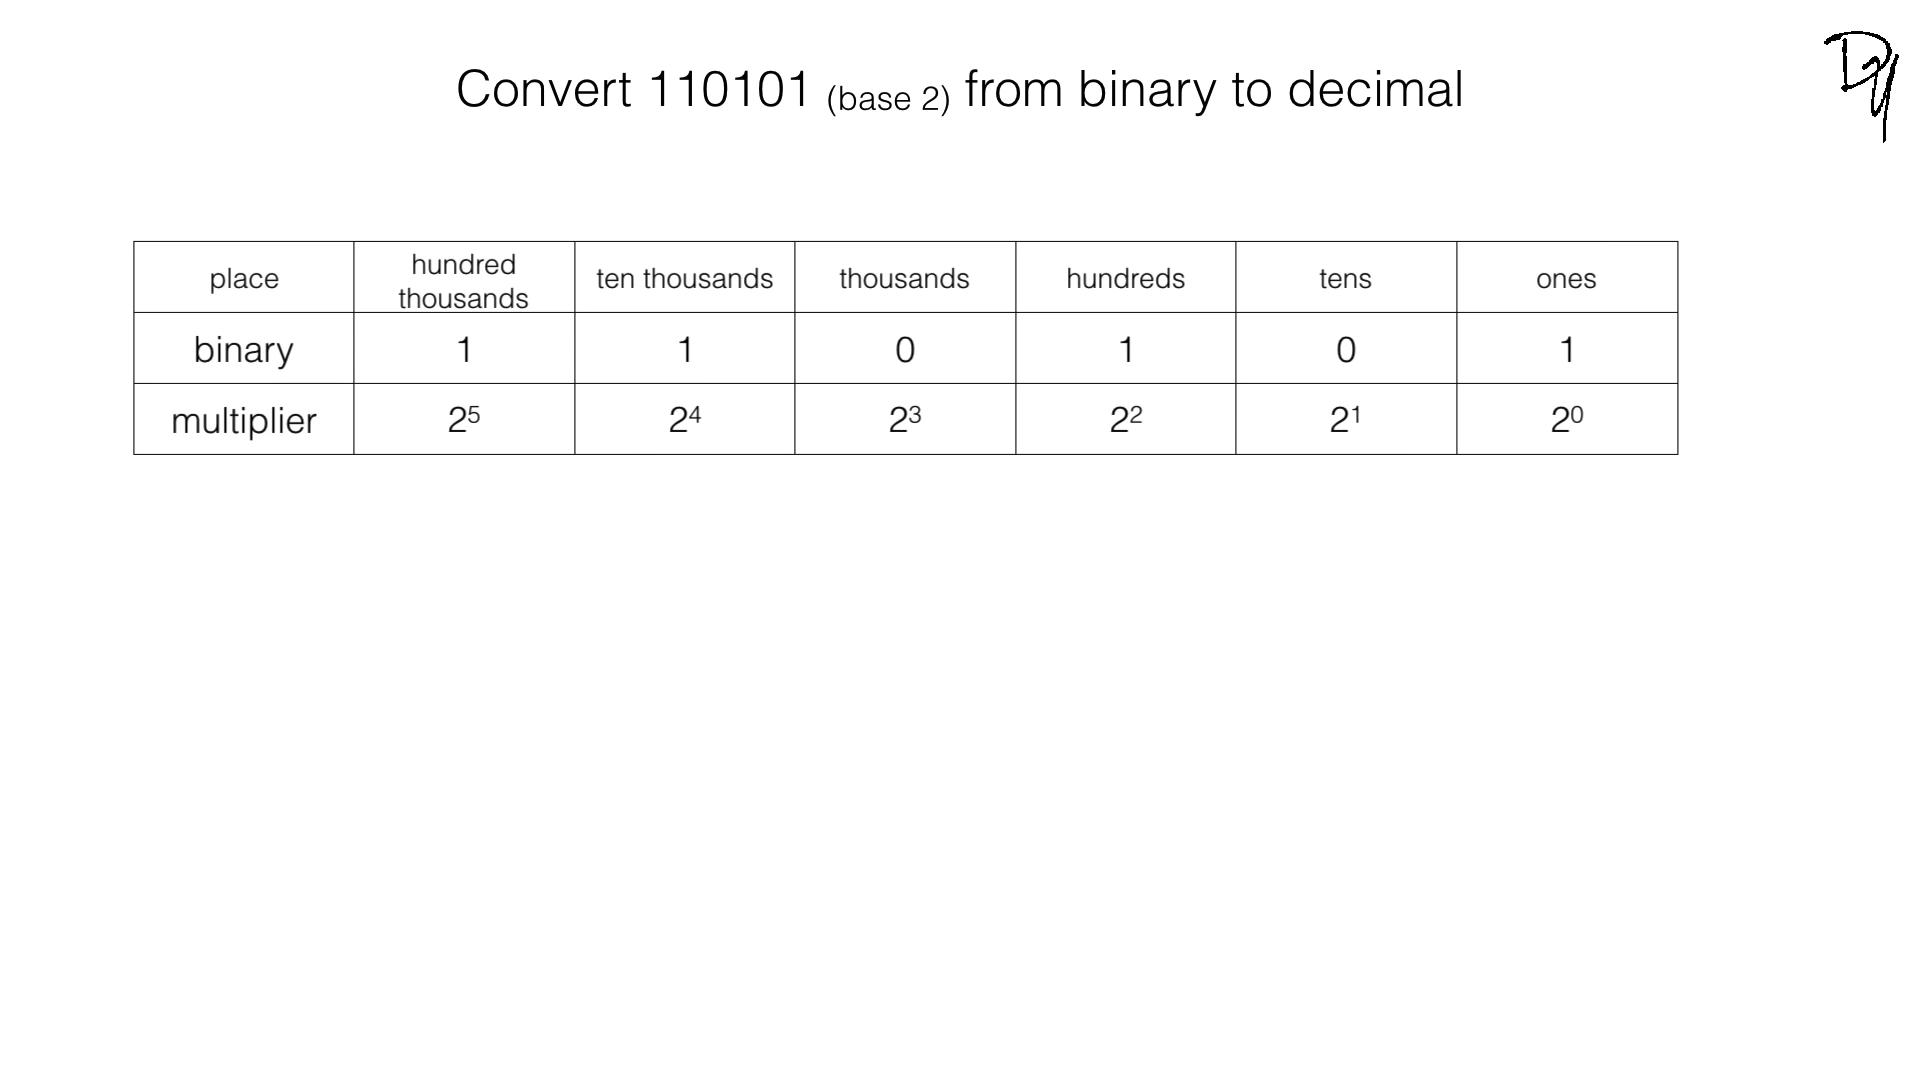 Convert 110101 (base 2) from binary to decimal
DY
place hundred thousands ten thousands thousands hundreds tens ones
binary 1 1 0 1 0 1
multiplier 2⁵ 2⁴ 2³ 2² 2¹ 2⁰